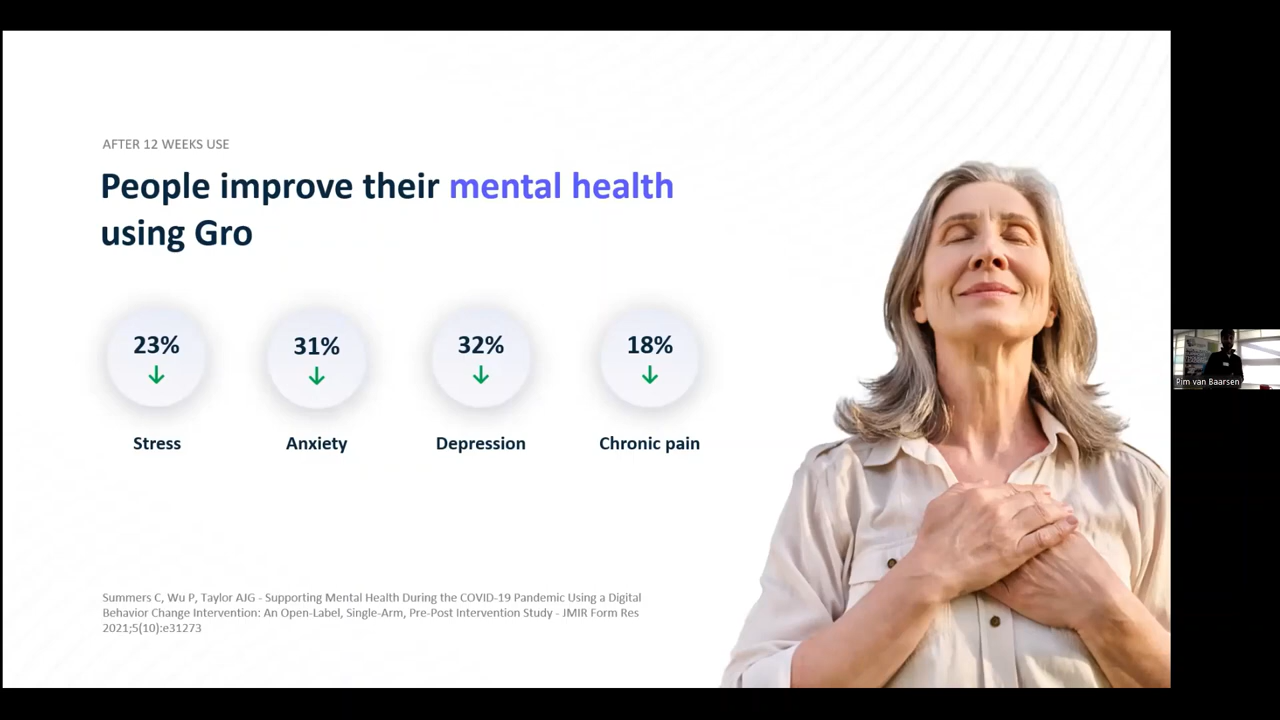 AFTER 12 WEEKS USE
People improve their mental health
using Gro
23%
31%
32%
18%
Stress
Anxiety
Depression
Chronic pain
Summers C, Wu P, Taylor AJG - Supporting Mental Health During the COVID-19 Pandemic Using a Digital
Behavior Change Intervention: An Open-Label, Single-Arm, Pre-Post Intervention Study - JMIR Form Res
2021;5(10):e31273
Pim van Baarsen